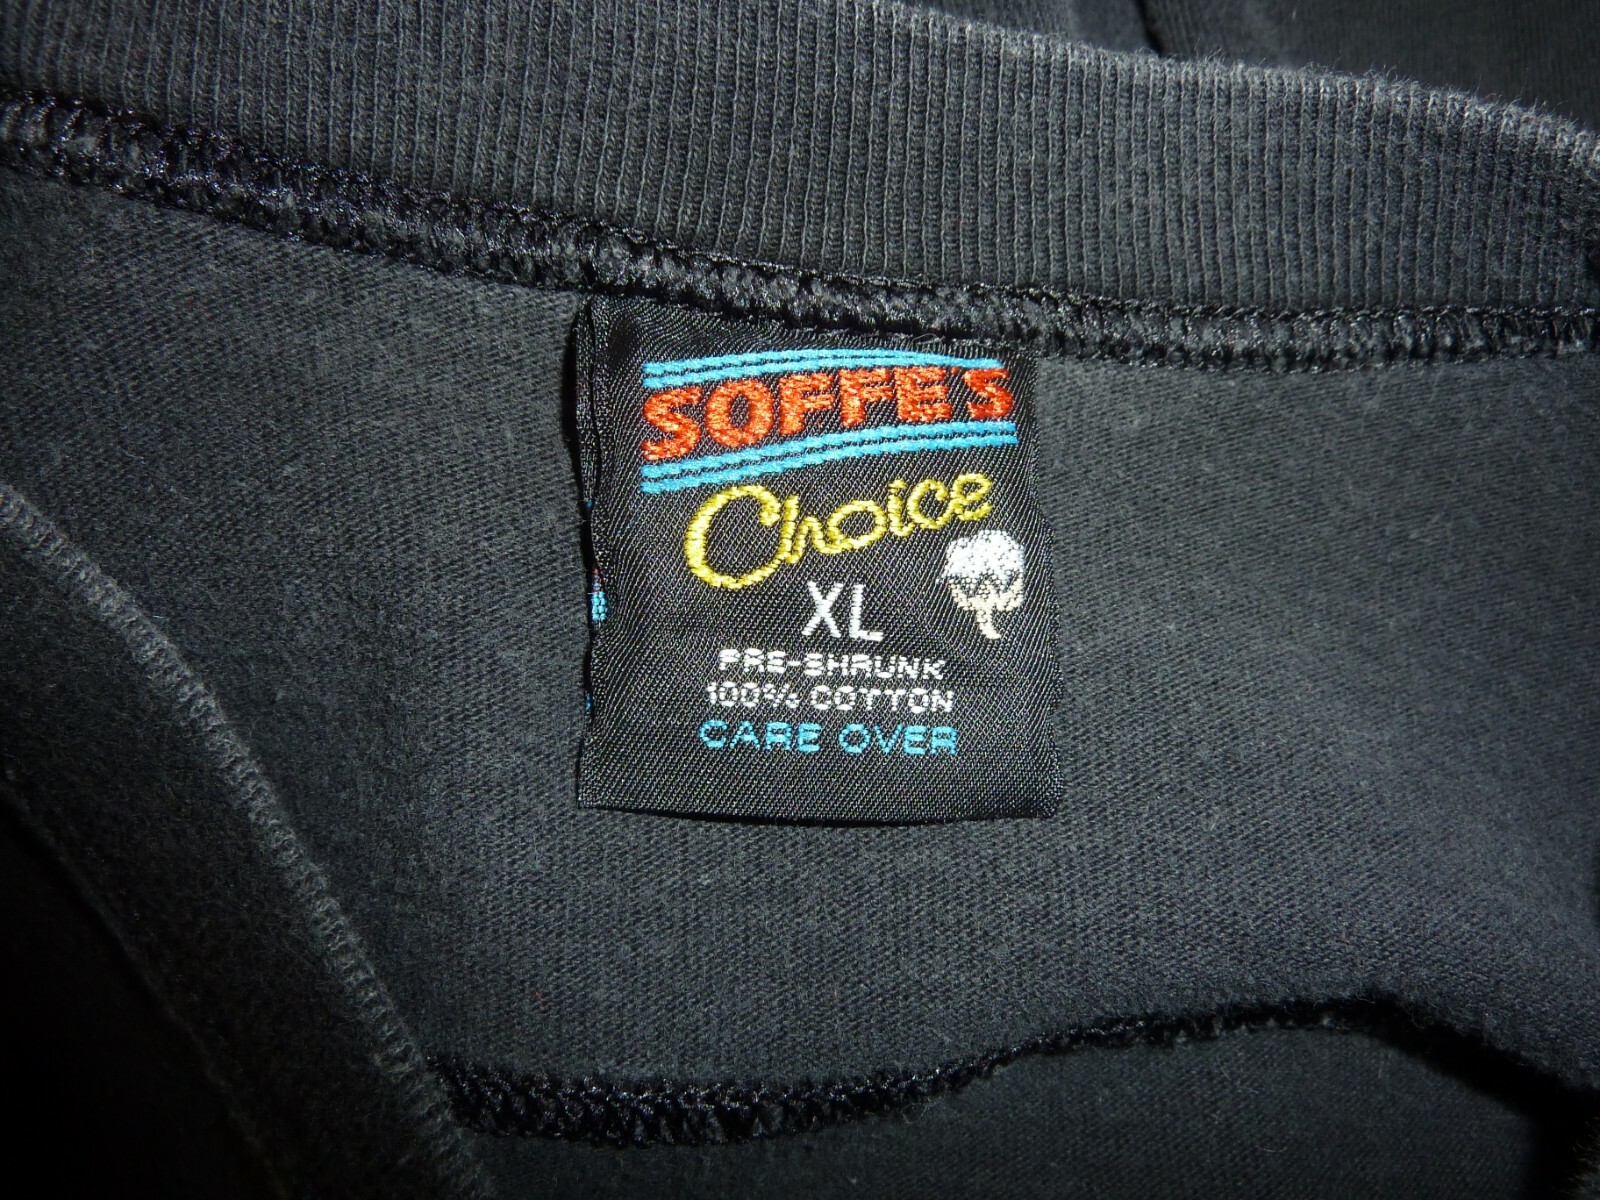 SOFFE'S
Choice
XL
PRE-SHRUNK
100% COTTON
CARE OVER